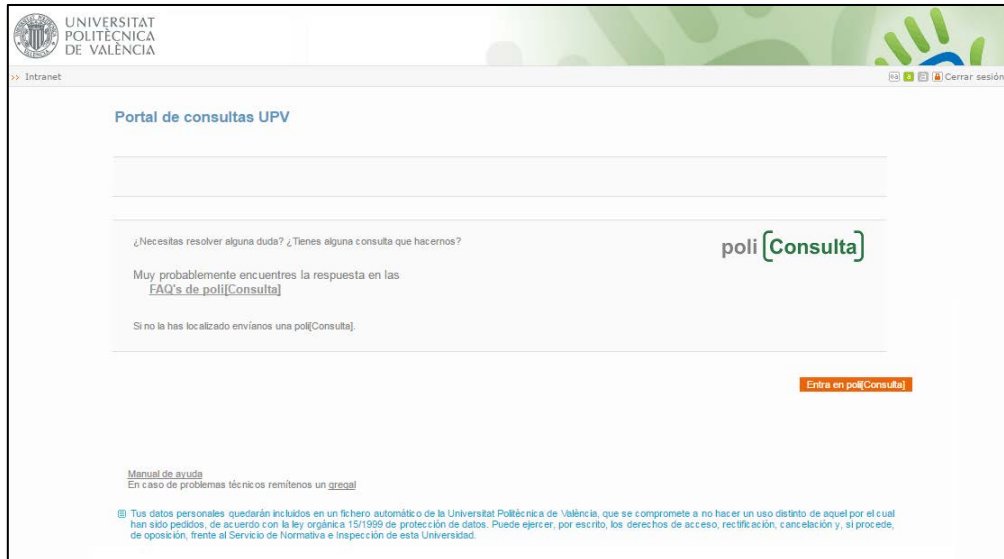 UNIVERSITAT
POLITÈCNICA
DE VALÈNCIA
>> Intranet
Cerrar sesión
Portal de consultas UPV
¿Necesitas resolver alguna duda? ¿Tienes alguna consulta que hacernos?
poli[Consulta]
Muy probablemente encuentres la respuesta en las
FAQ's de poli[Consulta]
Si no la has localizado envíanos una poli[Consulta].
Entra en poli[Consulta]
Manual de ayuda
En caso de problemas técnicos remítenos un gregal
Tus datos personales quedarán incluidos en un fichero automático de la Universitat Politècnica de València, que se compromete a no hacer un uso distinto de aquel por el cual
han sido pedidos, de acuerdo con la ley orgánica 15/1999 de protección de datos. Puede ejercer, por escrito, los derechos de acceso, rectificación, cancelación y, si procede,
de oposición, frente al Servicio de Normativa e Inspección de esta Universidad.